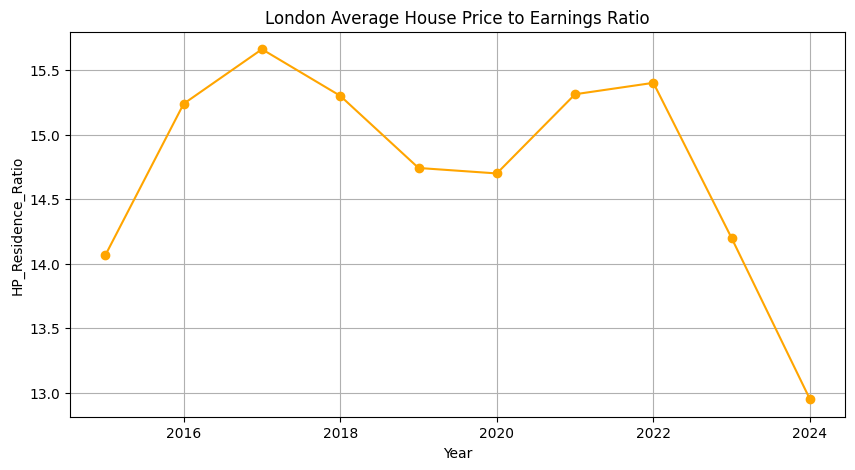 London Average House Price to Earnings Ratio
HP_Residence_Ratio
15.5
15.0
14.5
14.0
13.5
13.0
2016 2018 2020 2022 2024
Year